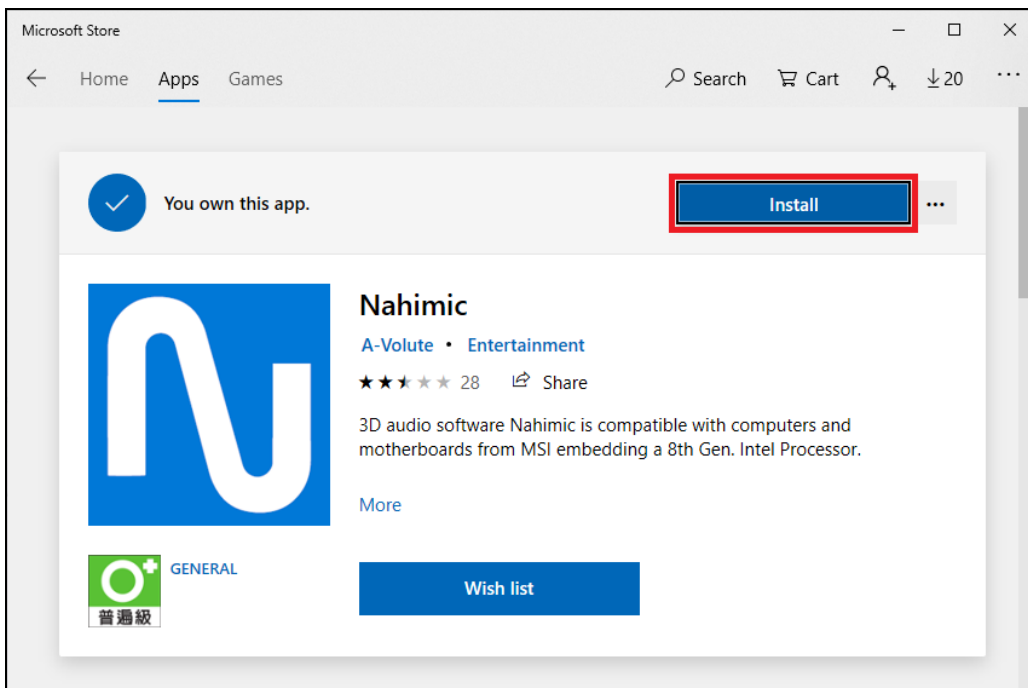 Microsoft Store
Home Apps Games Search Cart 20
You own this app. Install
Nahimic
A-Volute • Entertainment
28 Share
3D audio software Nahimic is compatible with computers and
motherboards from MSI embedding a 8th Gen. Intel Processor.
More
GENERAL
普遍級
Wish list